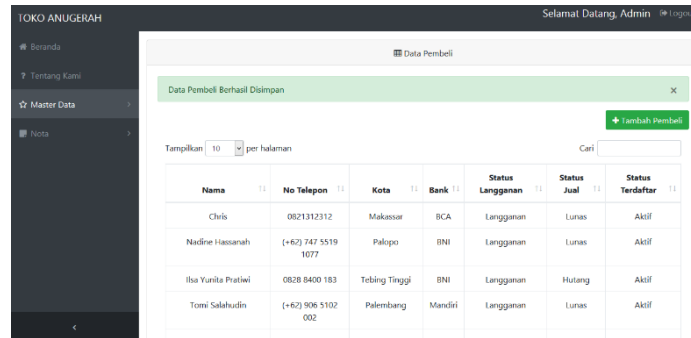 TOKO ANUGERAH
Selamat Datang, Admin Logou
Beranda
? Tentang Kami
Master Data
Nota
Data Pembeli
Data Pembeli Berhasil Disimpan ×
+ Tambah Pembeli
Tampilkan 10 per halaman Cari
Nama No Telepon Kota Bank Status Langganan Status Jual Status Terdaftar
Chris 0821312312 Makassar BCA Langganan Lunas Aktif
Nadine Hassanah (+62) 747 5519 1077 Palopo BNI Langganan Lunas Aktif
Ilsa Yunita Pratiwi 0828 8400 183 Tebing Tinggi BNI Langganan Hutang Aktif
Tomi Salahudin (+62) 906 5102 002 Palembang Mandiri Langganan Lunas Aktif